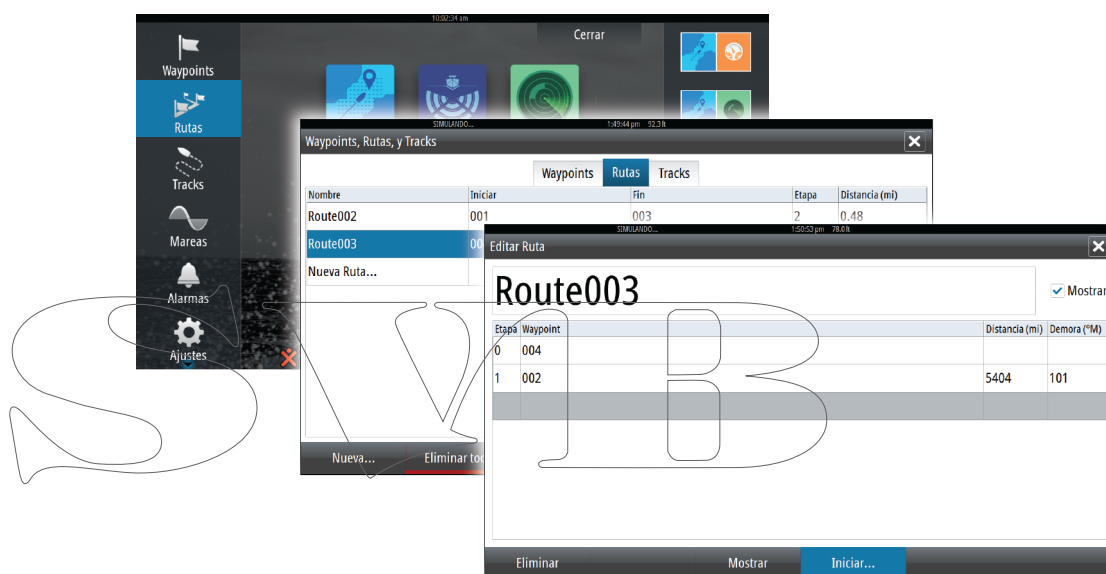 10:02:34 am
Cerrar
Waypoints
Rutas
Tracks
Mareas
Alarmas
Ajustes
SIMULANDO... 1:49:44 pm 92.3 ft
Waypoints, Rutas, y Tracks
Waypoints Rutas Tracks
Nombre Iniciar Fin Etapa Distancia (mi)
Route002 001 003 2 0.48
Route003
Nueva Ruta...
Nueva... Eliminar
SIMULANDO... 1:50:53 pm 78.0 ft
Editar Ruta
Route003 Mostrar
Etapa Waypoint Distancia (mi) Demora (°M)
0 004
1 002 5404 101
Eliminar Mostrar Iniciar...
SVB